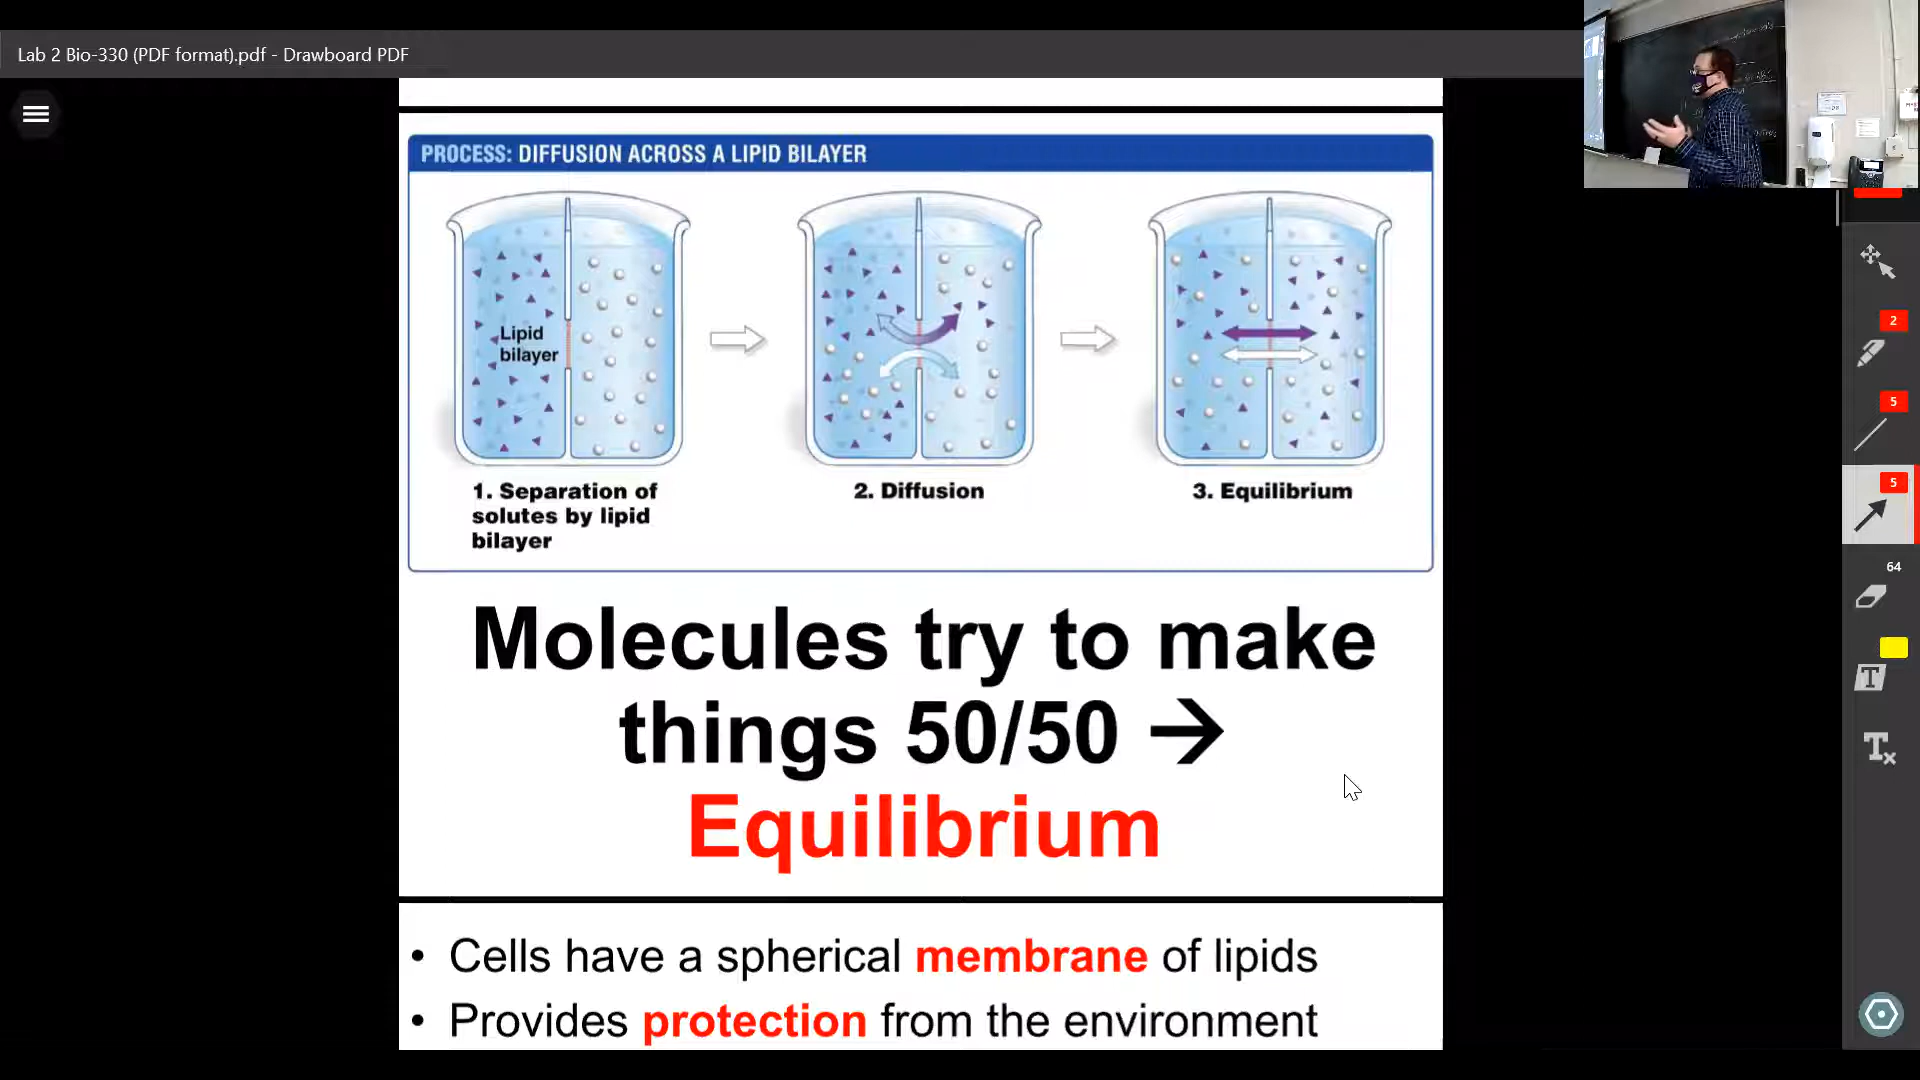 Lab 2 Bio-330 (PDF format).pdf - Drawboard PDF
PROCESS: DIFFUSION ACROSS A LIPID BILAYER
Lipid
bilayer
1. Separation of
solutes by lipid
bilayer
2. Diffusion
3. Equilibrium
Molecules try to make
things 50/50 →
Equilibrium
• Cells have a spherical membrane of lipids
• Provides protection from the environment
2
5
5
64
T
Tx